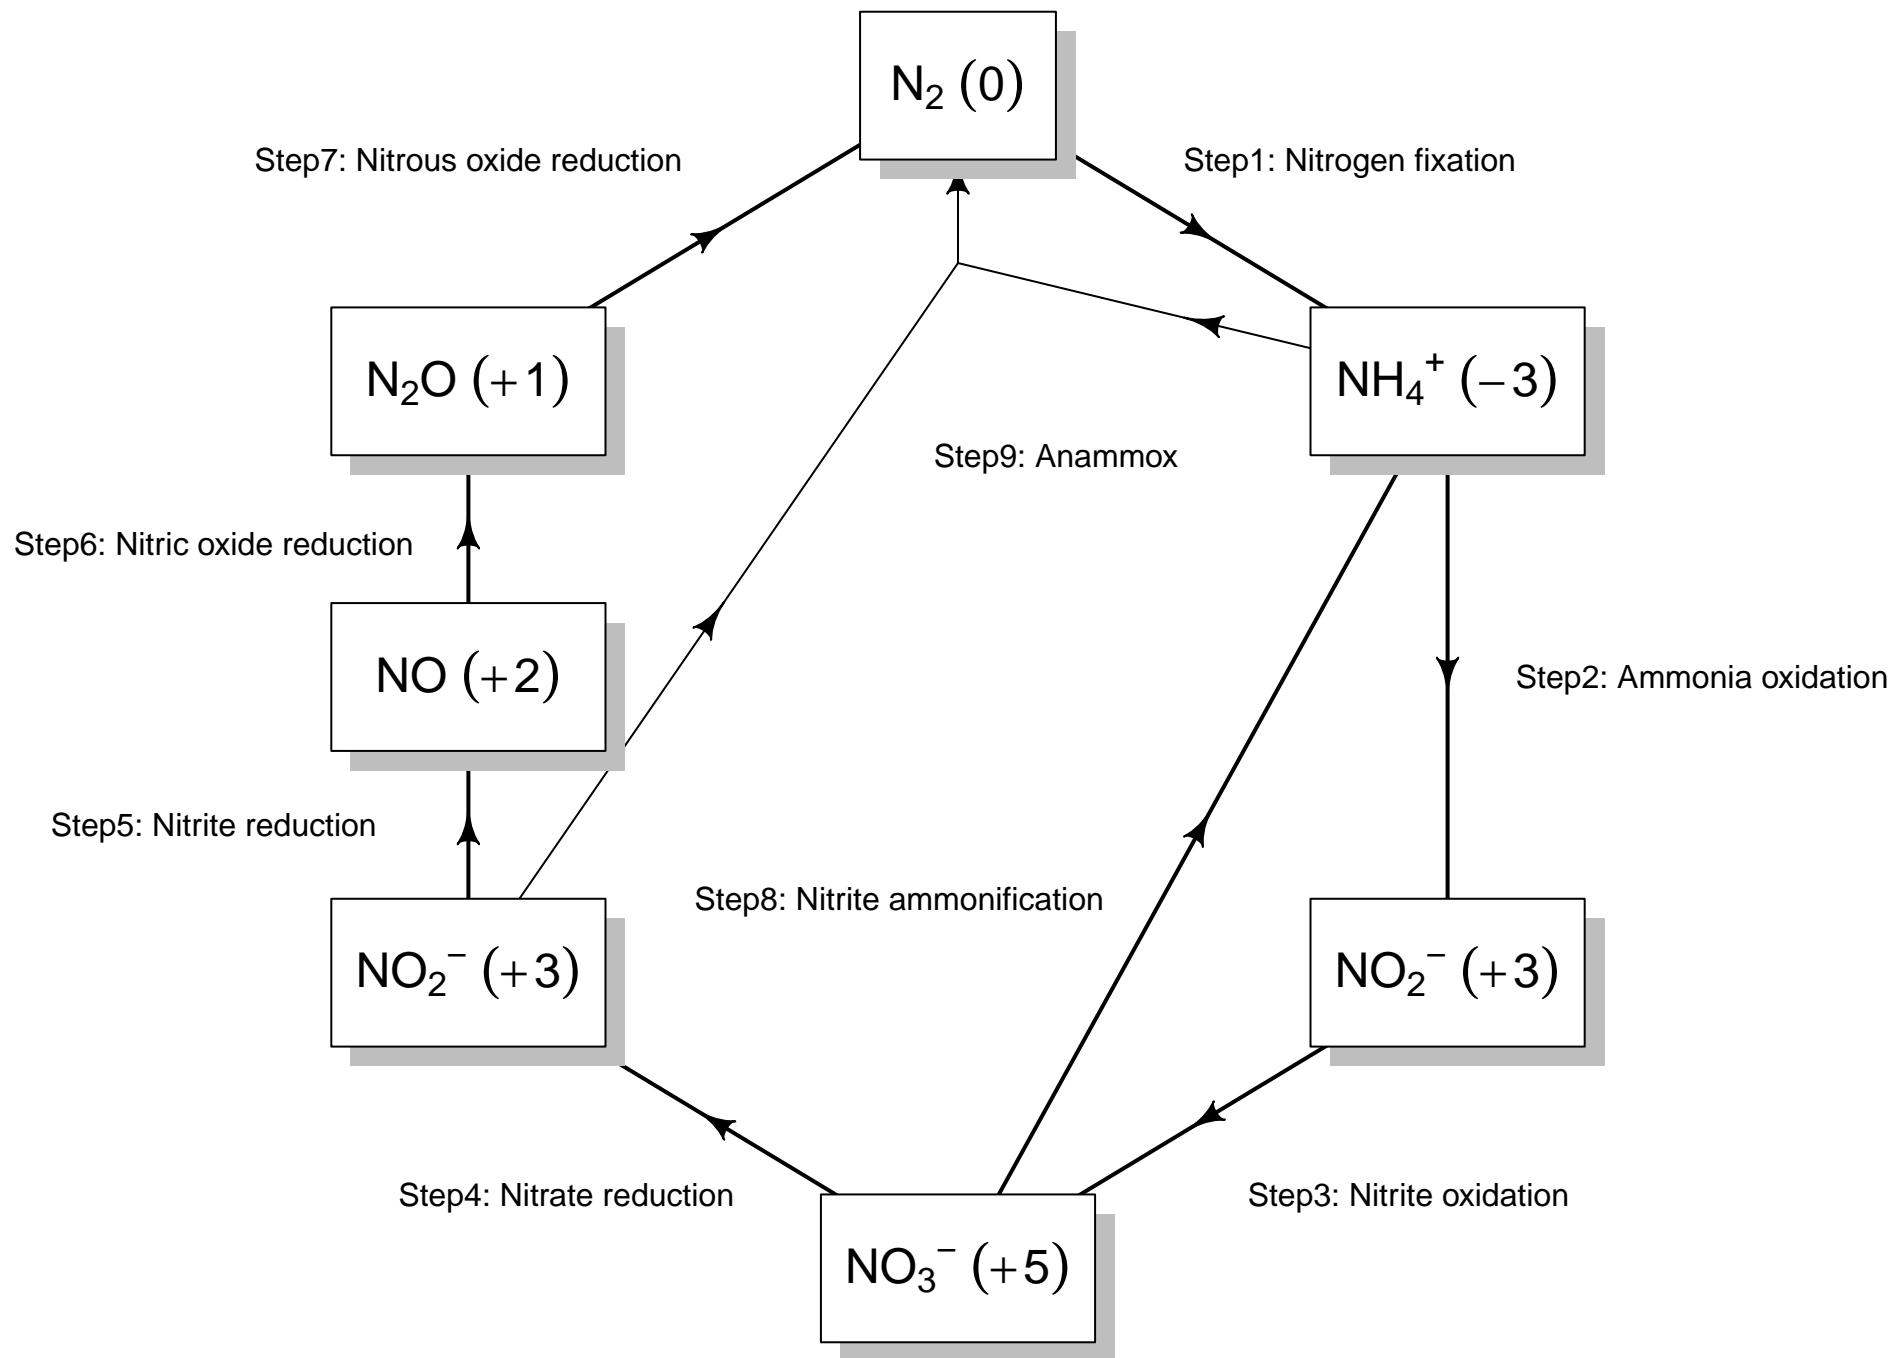 N₂ (0)
Step7: Nitrous oxide reduction
Step1: Nitrogen fixation
N₂O (+1)
NH₄⁺ (−3)
Step9: Anammox
Step6: Nitric oxide reduction
NO (+2)
Step2: Ammonia oxidation
Step5: Nitrite reduction
Step8: Nitrite ammonification
NO₂⁻ (+3)
NO₂⁻ (+3)
Step4: Nitrate reduction
Step3: Nitrite oxidation
NO₃⁻ (+5)